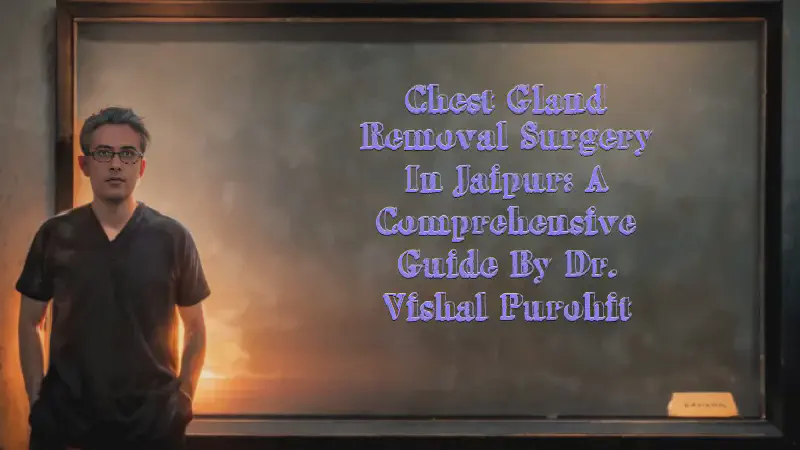 Chest Gland
Removal Surgery
In Jaipur: A
Comprehensive
Guide By Dr.
Vishal Purohit